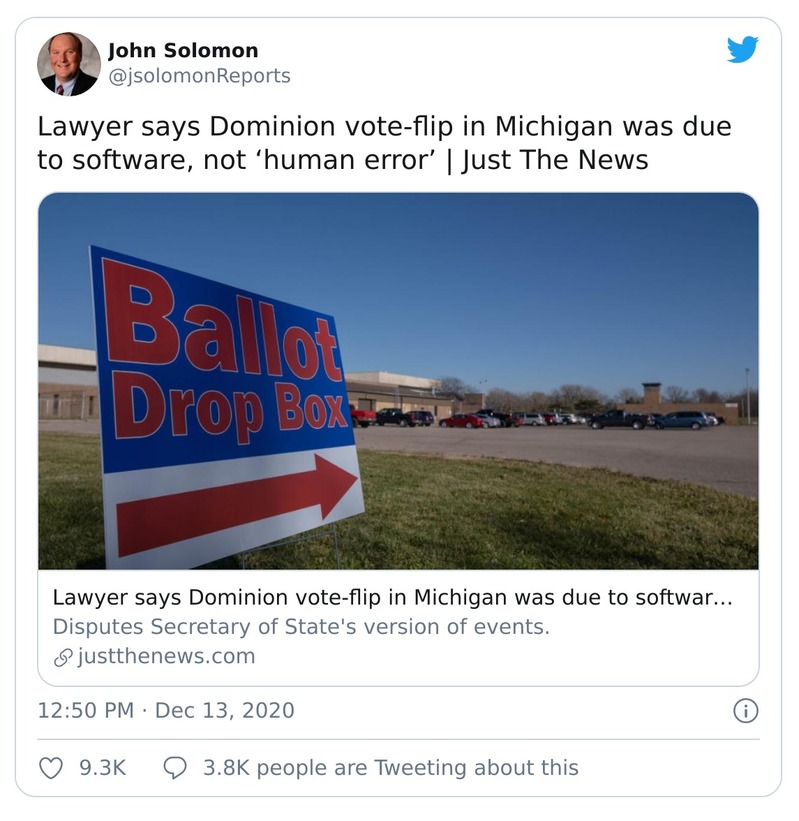 John Solomon
@jsolomonReports
Lawyer says Dominion vote-flip in Michigan was due
to software, not ‘human error’ | Just The News
Ballot
Drop Box
Lawyer says Dominion vote-flip in Michigan was due to softwar…
Disputes Secretary of State's version of events.
justthenews.com
12:50 PM · Dec 13, 2020
9.3K
3.8K people are Tweeting about this